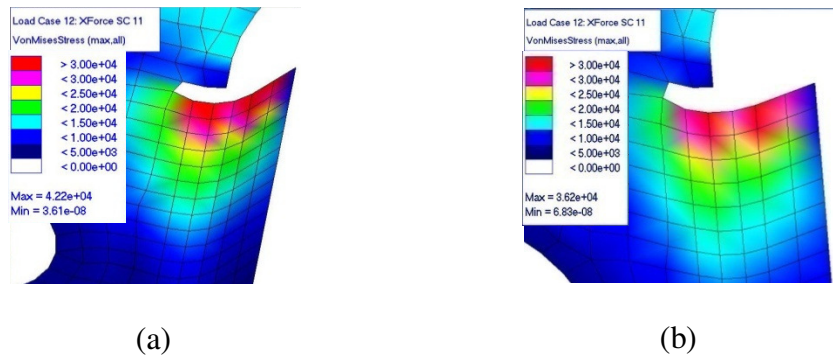 Load Case 12: XForce SC 11
VonMisesStress (max,all)
> 3.00e+04
< 3.00e+04
< 2.50e+04
< 2.00e+04
< 1.50e+04
< 1.00e+04
< 5.00e+03
< 0.00e+00
Max = 4.22e+04
Min = 3.61e-08
(a)
Load Case 12: XForce SC 11
VonMisesStress (max,all)
> 3.00e+04
< 3.00e+04
< 2.50e+04
< 2.00e+04
< 1.50e+04
< 1.00e+04
< 5.00e+03
< 0.00e+00
Max = 3.62e+04
Min = 6.83e-08
(b)